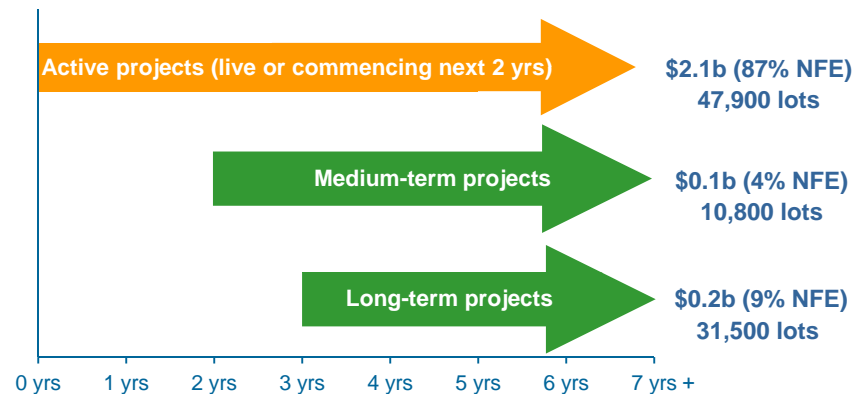 Active projects (live or commencing next 2 yrs)
$2.1b (87% NFE)
47,900 lots
Medium-term projects
$0.1b (4% NFE)
10,800 lots
Long-term projects
$0.2b (9% NFE)
31,500 lots
0 yrs 1 yrs 2 yrs 3 yrs 4 yrs 5 yrs 6 yrs 7 yrs +